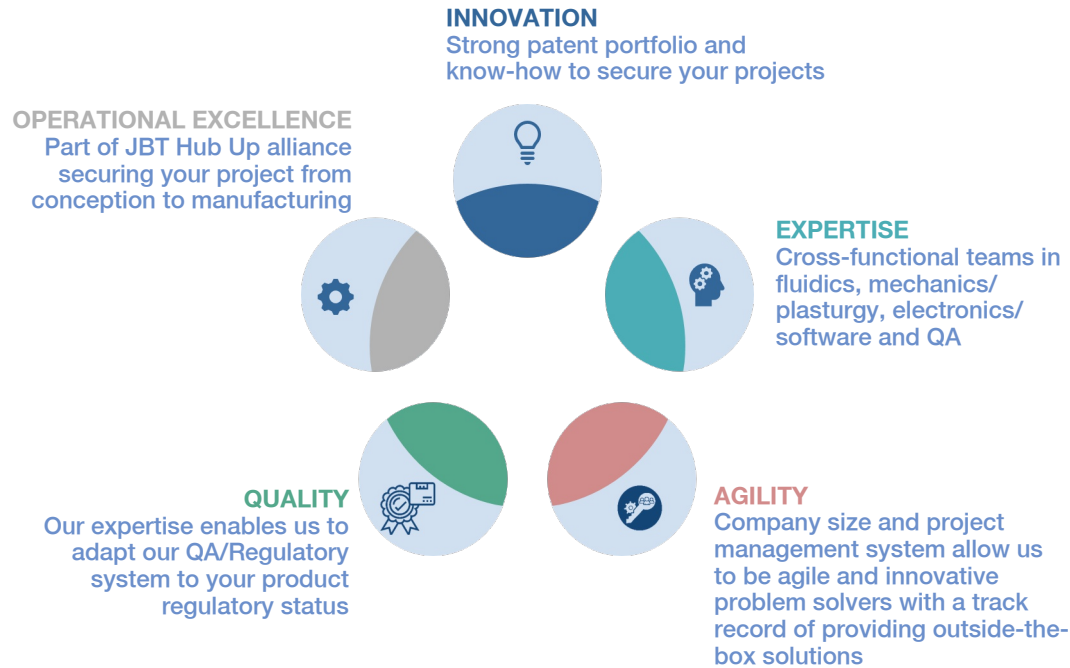 INNOVATION
Strong patent portfolio and
know-how to secure your projects
OPERATIONAL EXCELLENCE
Part of JBT Hub Up alliance
securing your project from
conception to manufacturing
EXPERTISE
Cross-functional teams in
fluidics, mechanics/
plasturgy, electronics/
software and QA
QUALITY
Our expertise enables us to
adapt our QA/Regulatory
system to your product
regulatory status
AGILITY
Company size and project
management system allow us
to be agile and innovative
problem solvers with a track
record of providing outside-the-
box solutions